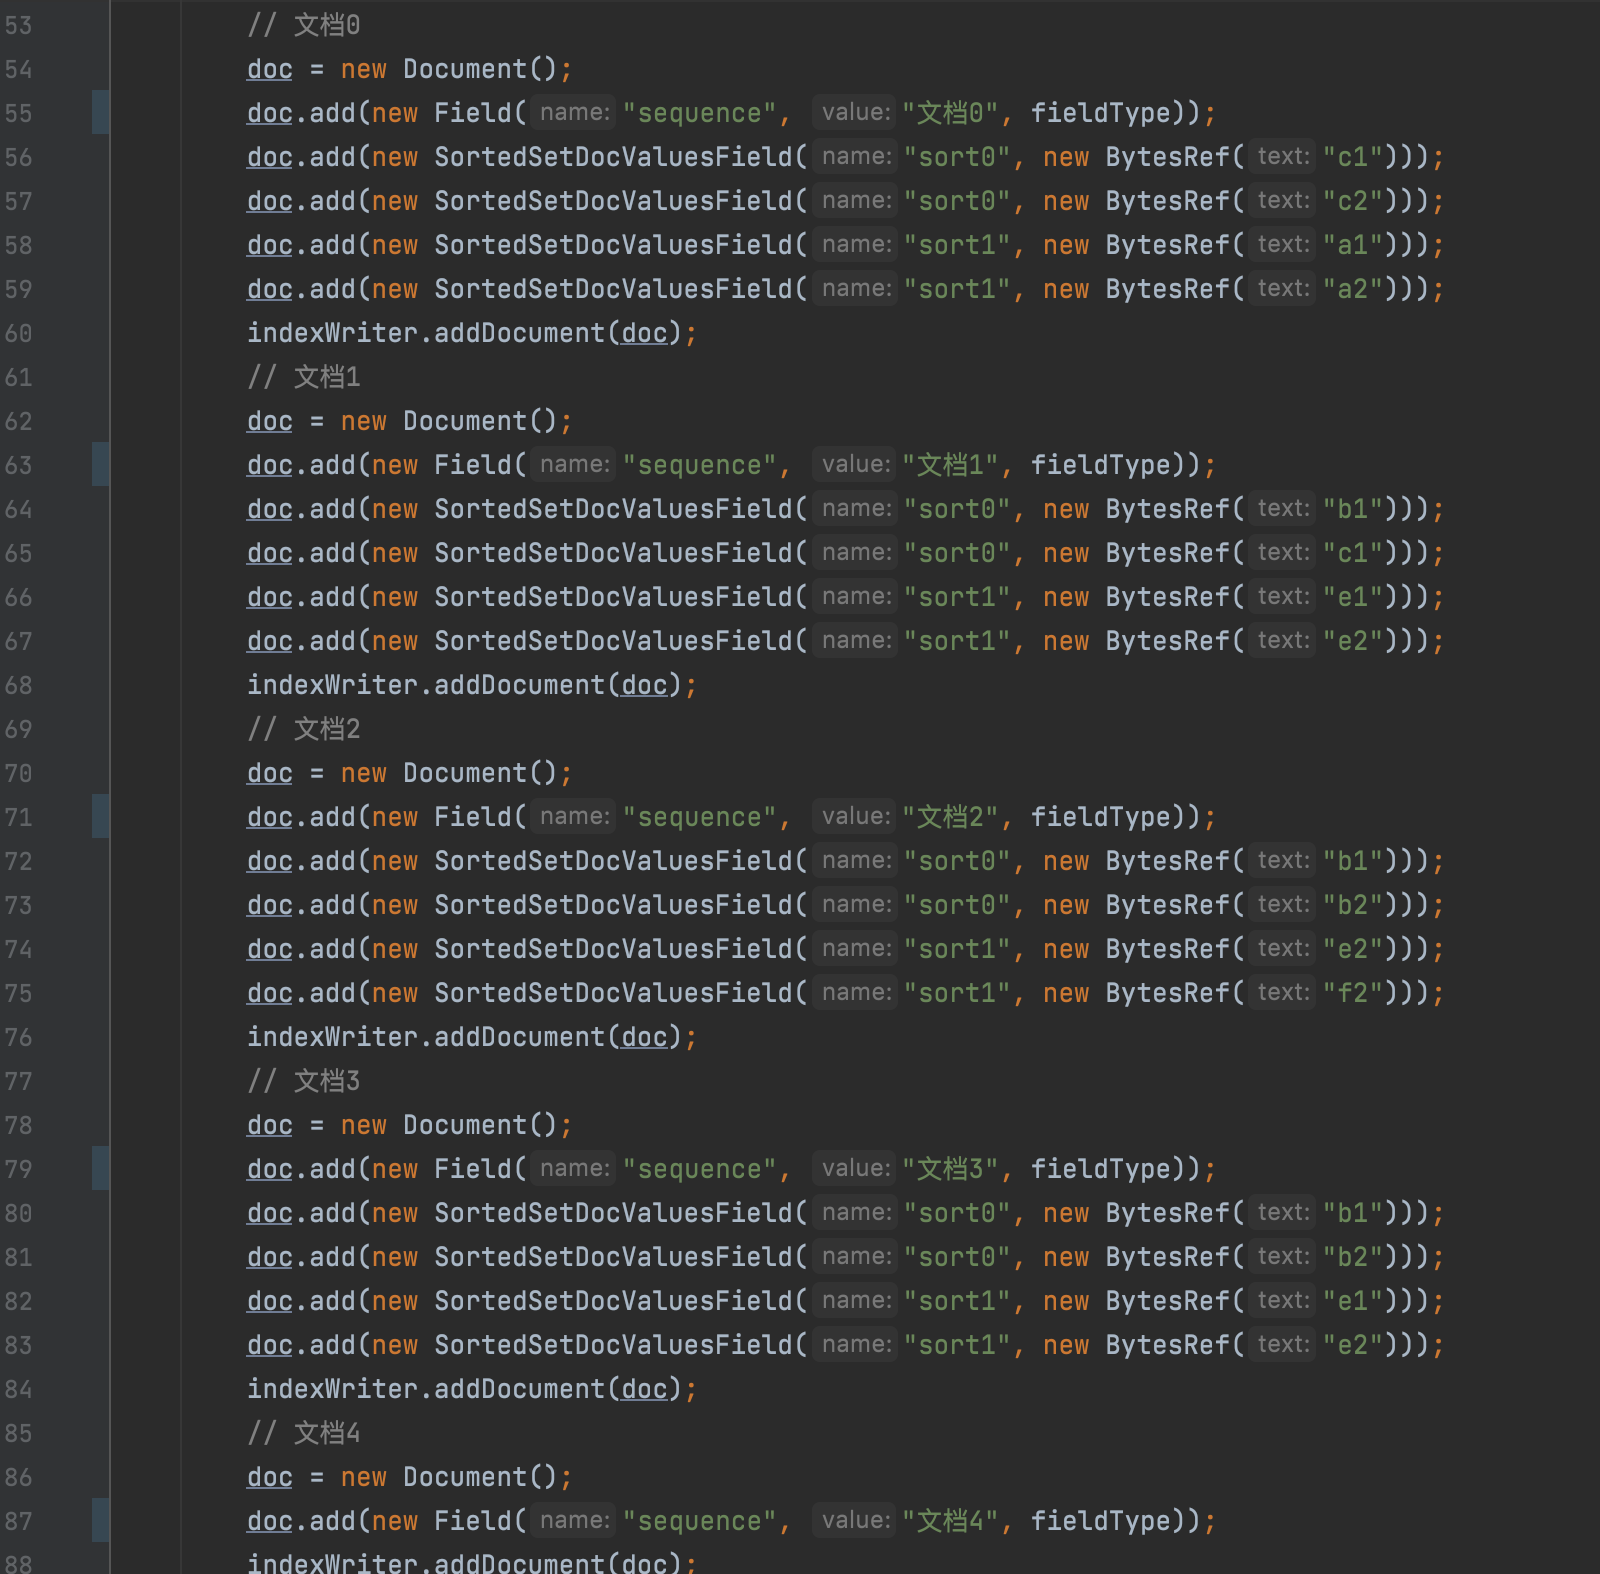 53 // 文档0
54 doc = new Document();
55 doc.add(new Field( name: "sequence", value: "文档0", fieldType));
56 doc.add(new SortedSetDocValuesField( name: "sort0", new BytesRef( text: "c1")));
57 doc.add(new SortedSetDocValuesField( name: "sort0", new BytesRef( text: "c2")));
58 doc.add(new SortedSetDocValuesField( name: "sort1", new BytesRef( text: "a1")));
59 doc.add(new SortedSetDocValuesField( name: "sort1", new BytesRef( text: "a2")));
60 indexWriter.addDocument(doc);
61 // 文档1
62 doc = new Document();
63 doc.add(new Field( name: "sequence", value: "文档1", fieldType));
64 doc.add(new SortedSetDocValuesField( name: "sort0", new BytesRef( text: "b1")));
65 doc.add(new SortedSetDocValuesField( name: "sort0", new BytesRef( text: "c1")));
66 doc.add(new SortedSetDocValuesField( name: "sort1", new BytesRef( text: "e1")));
67 doc.add(new SortedSetDocValuesField( name: "sort1", new BytesRef( text: "e2")));
68 indexWriter.addDocument(doc);
69 // 文档2
70 doc = new Document();
71 doc.add(new Field( name: "sequence", value: "文档2", fieldType));
72 doc.add(new SortedSetDocValuesField( name: "sort0", new BytesRef( text: "b1")));
73 doc.add(new SortedSetDocValuesField( name: "sort0", new BytesRef( text: "b2")));
74 doc.add(new SortedSetDocValuesField( name: "sort1", new BytesRef( text: "e2")));
75 doc.add(new SortedSetDocValuesField( name: "sort1", new BytesRef( text: "f2")));
76 indexWriter.addDocument(doc);
77 // 文档3
78 doc = new Document();
79 doc.add(new Field( name: "sequence", value: "文档3", fieldType));
80 doc.add(new SortedSetDocValuesField( name: "sort0", new BytesRef( text: "b1")));
81 doc.add(new SortedSetDocValuesField( name: "sort0", new BytesRef( text: "b2")));
82 doc.add(new SortedSetDocValuesField( name: "sort1", new BytesRef( text: "e1")));
83 doc.add(new SortedSetDocValuesField( name: "sort1", new BytesRef( text: "e2")));
84 indexWriter.addDocument(doc);
85 // 文档4
86 doc = new Document();
87 doc.add(new Field( name: "sequence", value: "文档4", fieldType));
88 indexWriter.addDocument(doc);